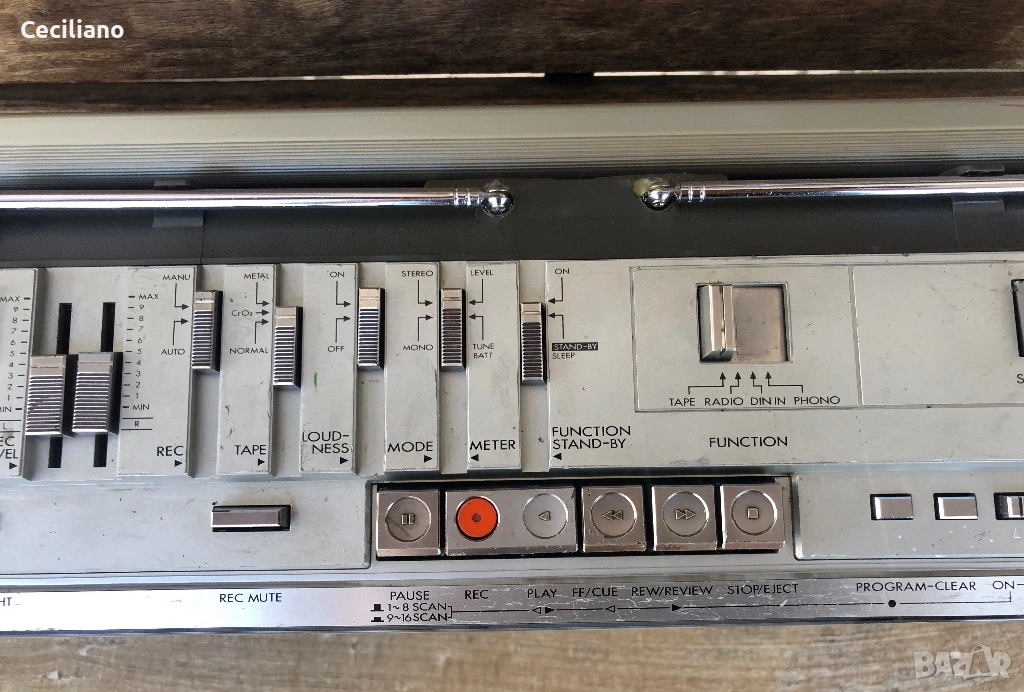 Ceciliano
MAX
9
8
7
6
5
4
3
2
1
MIN
L
MAX
9
8
7
6
5
4
3
2
1
MIN
R
MANU
AUTO
REC
METAL
CrO₂
NORMAL
TAPE
ON
OFF
LOUD-
NESS
STEREO
MONO
MODE
LEVEL
TUNE
BATT
METER
ON
STAND-BY
SLEEP
FUNCTION
STAND-BY
TAPE RADIO DIN IN PHONO
FUNCTION
REC MUTE
PAUSE
1~8 SCAN
9~16 SCAN
REC
PLAY
FF/CUE
REW/REVIEW
STOP/EJECT
PROGRAM-CLEAR
ON
BAZAR